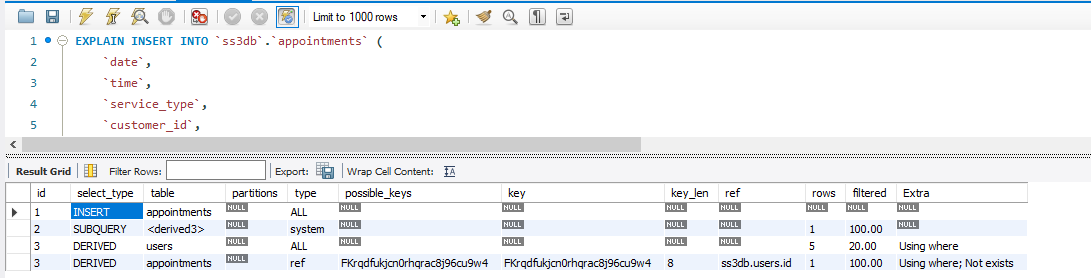 Limit to 1000 rows
1 EXPLAIN INSERT INTO `ss3db`.`appointments` (
2 `date`,
3 `time`,
4 `service_type`,
5 `customer_id`,
Result Grid Filter Rows: Export: Wrap Cell Content: IA
id select_type table partitions type possible_keys key key_len ref rows filtered Extra
1 INSERT appointments NULL ALL NULL NULL NULL NULL NULL NULL NULL
2 SUBQUERY <derived3> NULL system NULL NULL NULL NULL 1 100.00 NULL
3 DERIVED users NULL ALL NULL NULL NULL NULL 5 20.00 Using where
3 DERIVED appointments NULL ref FKrqdfukjcn0rhqrac8j96cu9w4 FKrqdfukjcn0rhqrac8j96cu9w4 8 ss3db.users.id 1 100.00 Using where; Not exists